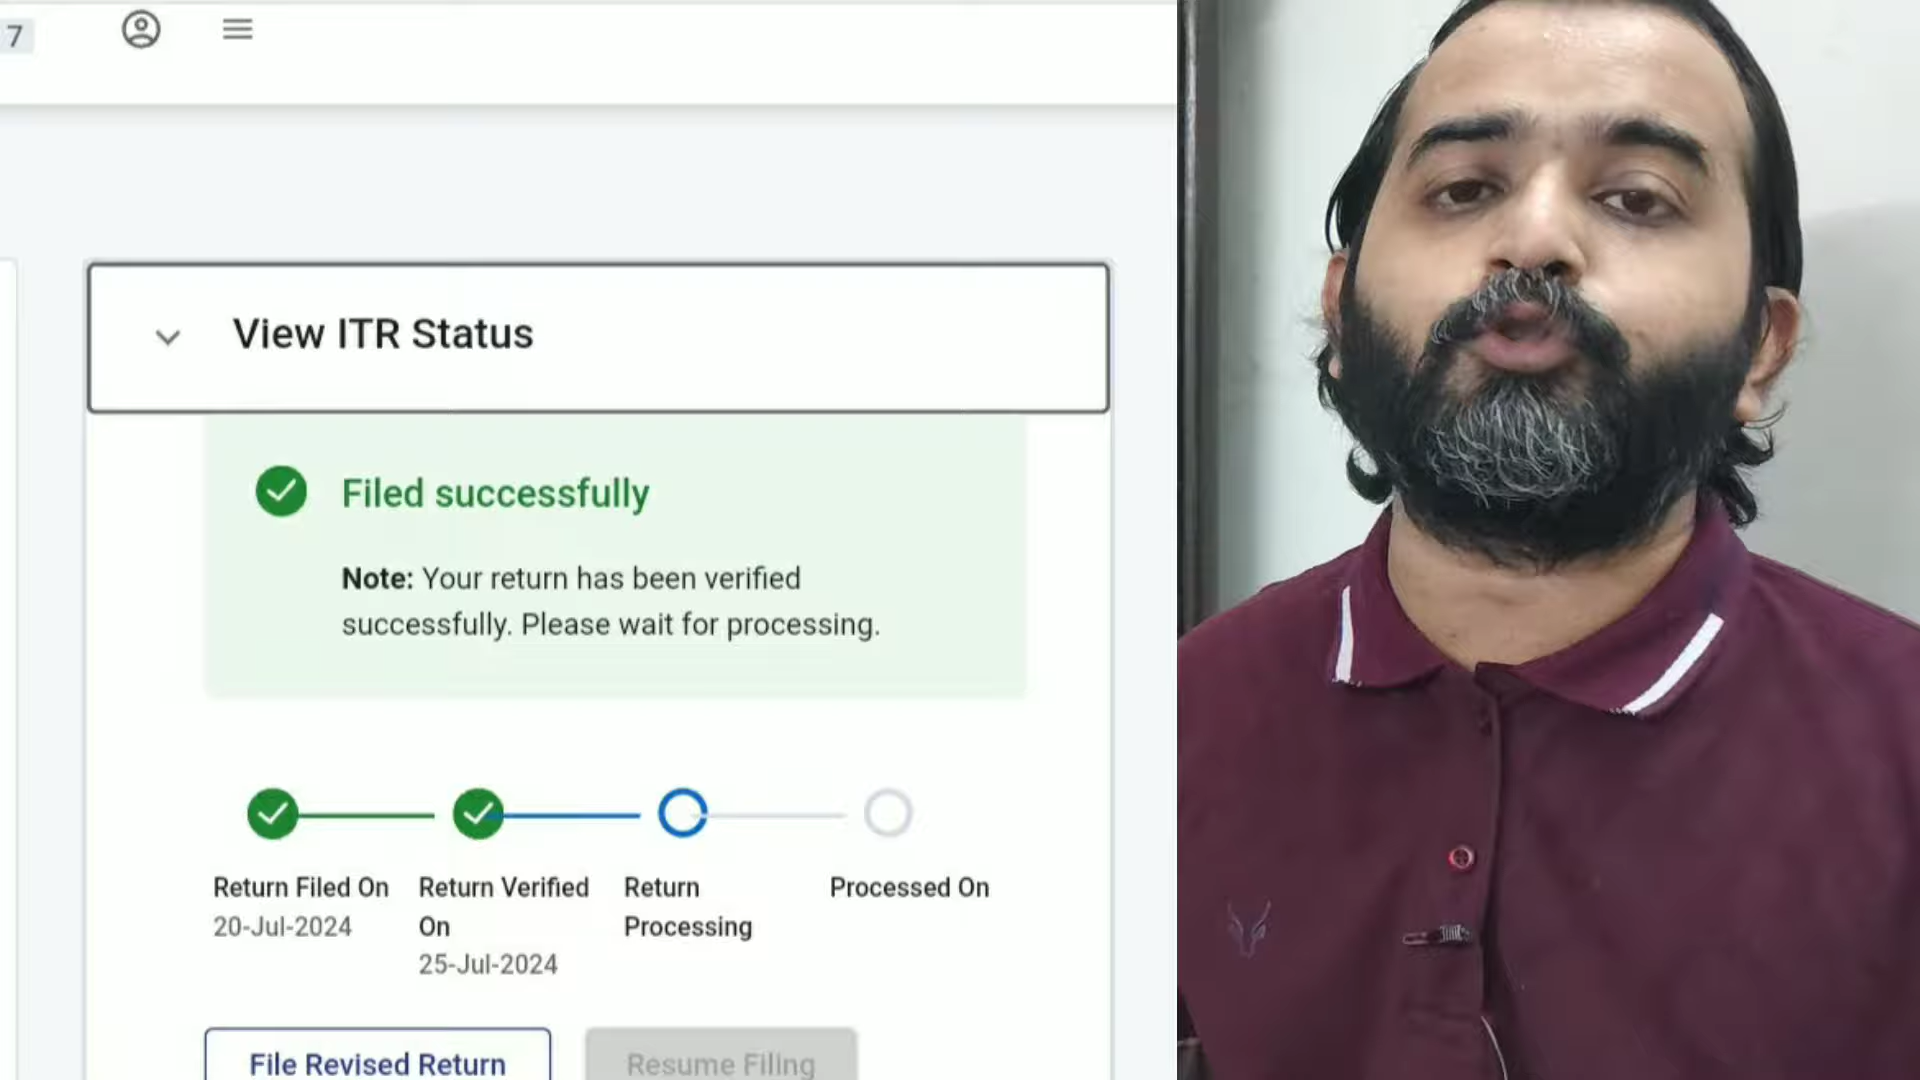 7
View ITR Status
Filed successfully
Note: Your return has been verified
successfully. Please wait for processing.
Return Filed On
20-Jul-2024
Return Verified
On
25-Jul-2024
Return
Processing
Processed On
File Revised Return
Resume Filing